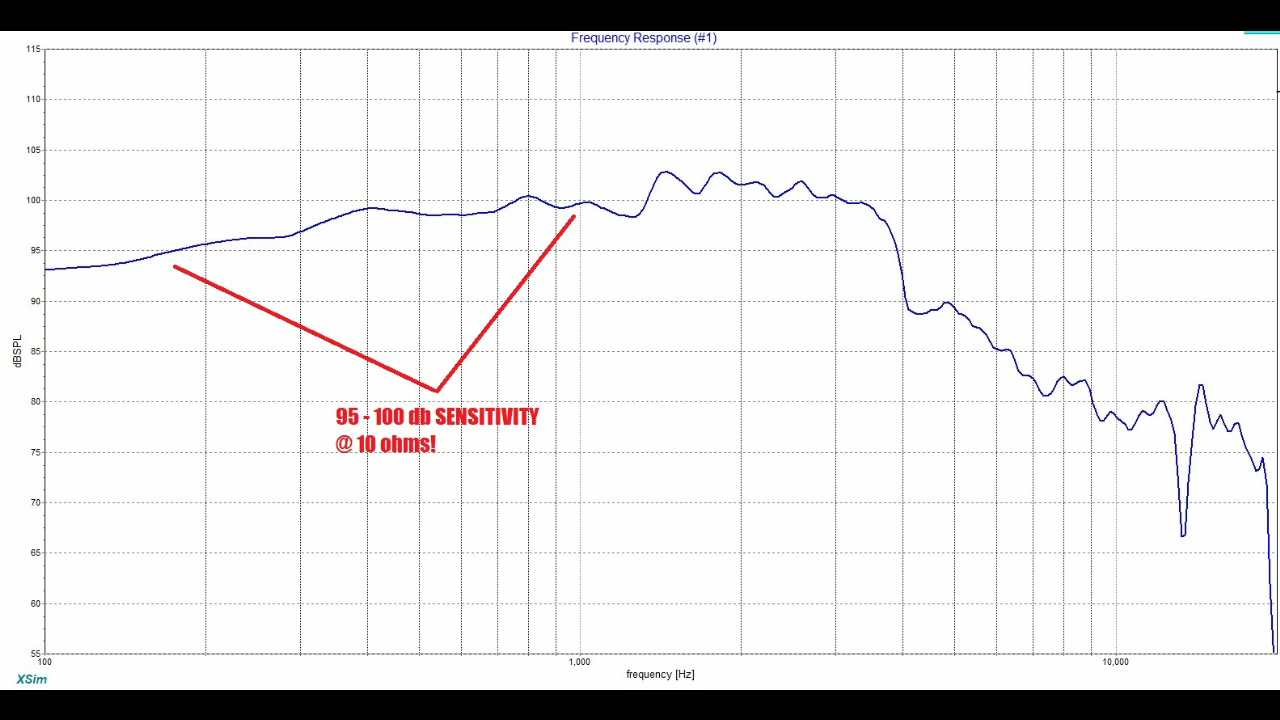 Frequency Response (#1)
115
110
105
100
95
90
85
80
75
70
65
60
55
dBSPL
95 - 100 db SENSITIVITY
@ 10 ohms!
100
1,000
10,000
frequency [Hz]
XSim